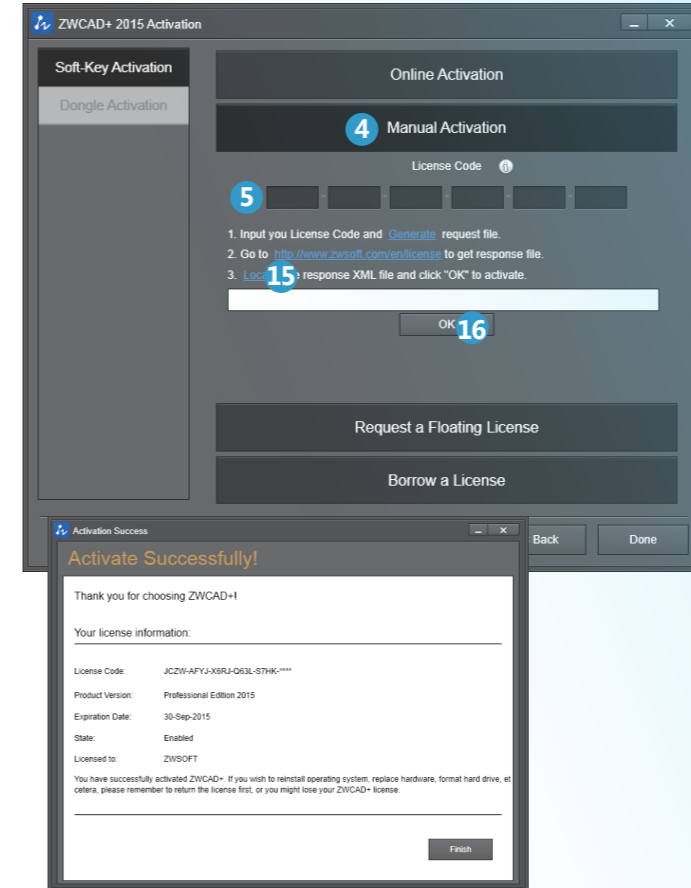 ZWCAD+ 2015 Activation
Soft-Key Activation
Dongle Activation
Online Activation
4 Manual Activation
License Code
5
1. Input you License Code and Generate request file.
2. Go to http://www.zwsoft.com/en/license to get response file.
3. 15 response XML file and click "OK" to activate.
OK 16
Request a Floating License
Borrow a License
Back Done
Activation Success
Activate Successfully!
Thank you for choosing ZWCAD+!
Your license information:
License Code: JCZW-AFYJ-X6RJ-Q63L-S7HK-****
Product Version: Professional Edition 2015
Expiration Date: 30-Sep-2015
State: Enabled
Licensed to: ZWSOFT
You have successfully activated ZWCAD+. If you wish to reinstall operating system, replace hardware, format hard drive, et
cetera, please remember to return the license first, or you might lose your ZWCAD+ license.
Finish